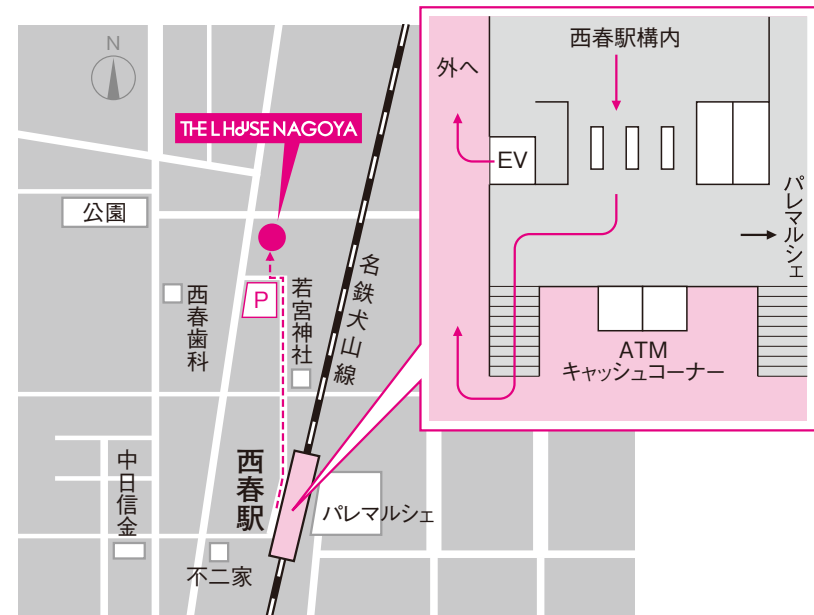 N
THE L HOUSE NAGOYA
公園
西春歯科
P
若宮神社
名鉄犬山線
中日信金
西春駅
不二家
パレマルシェ
西春駅構内
外へ
EV
パレマルシェ
ATM
キャッシュコーナー